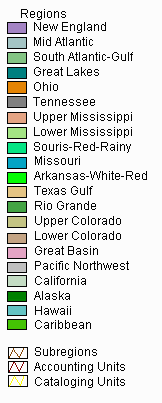 Regions
New England
Mid Atlantic
South Atlantic-Gulf
Great Lakes
Ohio
Tennessee
Upper Mississippi
Lower Mississippi
Souris-Red-Rainy
Missouri
Arkansas-White-Red
Texas Gulf
Rio Grande
Upper Colorado
Lower Colorado
Great Basin
Pacific Northwest
California
Alaska
Hawaii
Caribbean
Subregions
Accounting Units
Cataloging Units